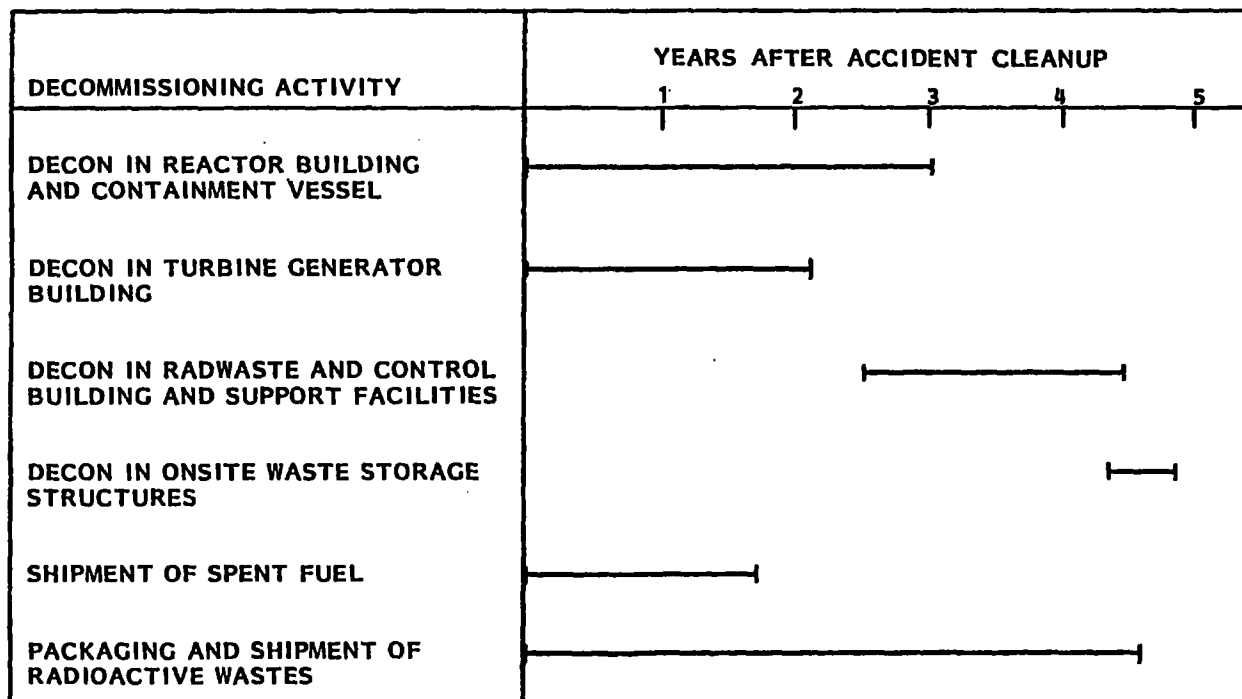 YEARS AFTER ACCIDENT CLEANUP
DECOMMISSIONING ACTIVITY
1 2 3 4 5
DECON IN REACTOR BUILDING
AND CONTAINMENT VESSEL
DECON IN TURBINE GENERATOR
BUILDING
DECON IN RADWASTE AND CONTROL
BUILDING AND SUPPORT FACILITIES
DECON IN ONSITE WASTE STORAGE
STRUCTURES
SHIPMENT OF SPENT FUEL
PACKAGING AND SHIPMENT OF
RADIOACTIVE WASTES